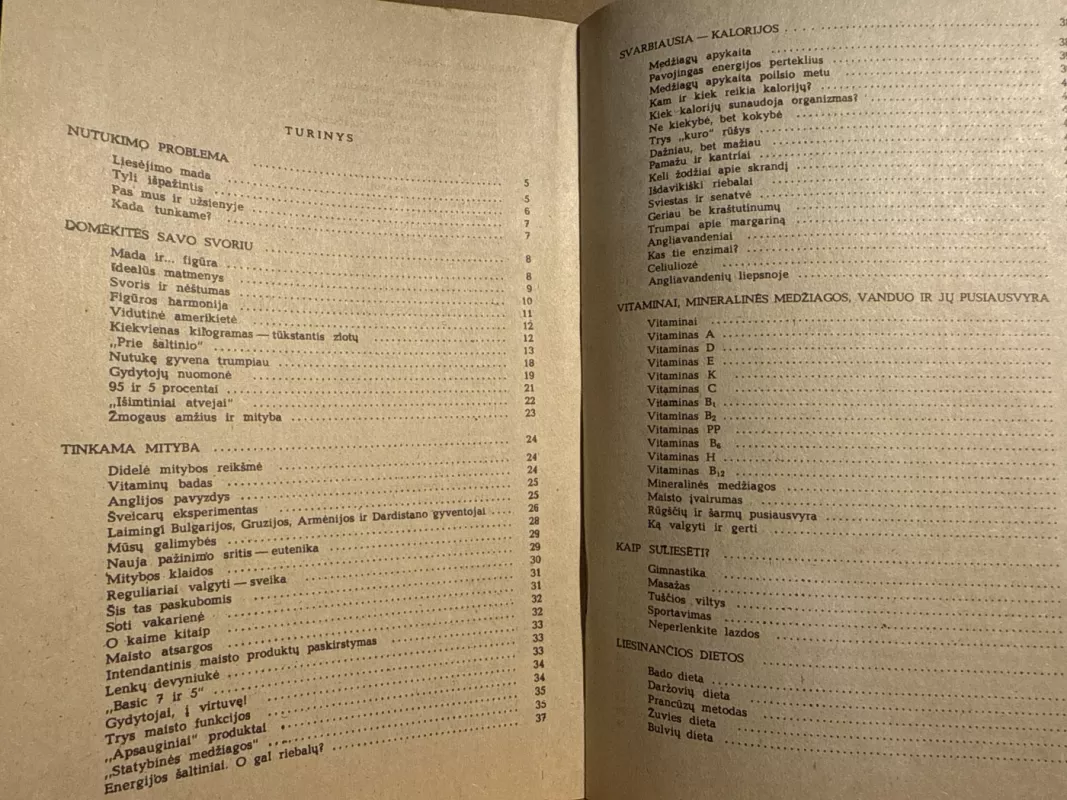 TURINYS
NUTUKIMO PROBLEMA . . . 5
Liesėjimo mada . . . 5
Tyli išpažintis . . . 6
Pas mus ir užsienyje . . . 7
Kada tunkame? . . . 7
DOMĖKITĖS SAVO SVORIU . . . 8
Mada ir... figūra . . . 8
Idealūs matmenys . . . 9
Svoris ir nėštumas . . . 10
Figūros harmonija . . . 11
Vidutinė amerikietė . . . 12
Kiekvienas kilogramas — tūkstantis zlotų . . . 12
„Prie šaltinio" . . . 13
Nutukę gyvena trumpiau . . . 18
Gydytojų nuomonė . . . 19
95 ir 5 procentai . . . 21
„Išimtiniai atvejai" . . . 22
Žmogaus amžius ir mityba . . . 23
TINKAMA MITYBA . . . 24
Didelė mitybos reikšmė . . . 24
Vitaminų badas . . . 24
Anglijos pavyzdys . . . 25
Šveicarų eksperimentas . . . 25
Laimingi Bulgarijos, Gruzijos, Armėnijos ir Dardistano gyventojai . . . 26
Mūsų galimybės . . . 28
Nauja pažinimo sritis — eutenika . . . 29
Mitybos klaidos . . . 29
Reguliariai valgyti — sveika . . . 30
Šis tas paskubomis . . . 31
Soti vakarienė . . . 31
O kaime kitaip . . . 32
Maisto atsargos . . . 32
Intendantinis maisto produktų paskirstymas . . . 33
Lenkų devyniukė . . . 33
„Basic 7 ir 5" . . . 33
Gydytojai, į virtuvę! . . . 34
Trys maisto funkcijos . . . 34
„Apsauginiai" produktai . . . 35
„Statybinės medžiagos" . . . 35
Energijos šaltiniai. O gal riebalų? . . . 37
SVARBIAUSIA — KALORIJOS . . .
Medžiagų apykaita . . .
Pavojingas energijos perteklius . . .
Medžiagų apykaita poilsio metu . . .
Kam ir kiek reikia kalorijų? . . .
Kiek kalorijų sunaudoja organizmas? . . .
Ne kiekybė, bet kokybė . . .
Trys „kuro" rūšys . . .
Dažniau, bet mažiau . . .
Pamažu ir kantriai . . .
Keli žodžiai apie skrandį . . .
Išdavikiški riebalai . . .
Sviestas ir senatvė . . .
Geriau be kraštutinumų . . .
Trumpai apie margariną . . .
Angliavandeniai . . .
Kas tie enzimai? . . .
Celiuliozė . . .
Angliavandenių liepsnoje . . .
VITAMINAI, MINERALINĖS MEDŽIAGOS, VANDUO IR JŲ PUSIAUSVYRA
Vitaminai . . .
Vitaminas A . . .
Vitaminas D . . .
Vitaminas E . . .
Vitaminas K . . .
Vitaminas C . . .
Vitaminas B₁ . . .
Vitaminas B₂ . . .
Vitaminas PP . . .
Vitaminas B₆ . . .
Vitaminas H . . .
Vitaminas B₁₂ . . .
Mineralinės medžiagos . . .
Maisto įvairumas . . .
Rūgščių ir šarmų pusiausvyra . . .
Ką valgyti ir gerti . . .
KAIP SULIESĖTI? . . .
Gimnastika . . .
Masažas . . .
Tuščios viltys . . .
Sportavimas . . .
Neperlenkite lazdos . . .
LIESINANČIOS DIETOS . . .
Bado dieta . . .
Daržovių dieta . . .
Prancūzų metodas . . .
Žuvies dieta . . .
Bulvių dieta . . .